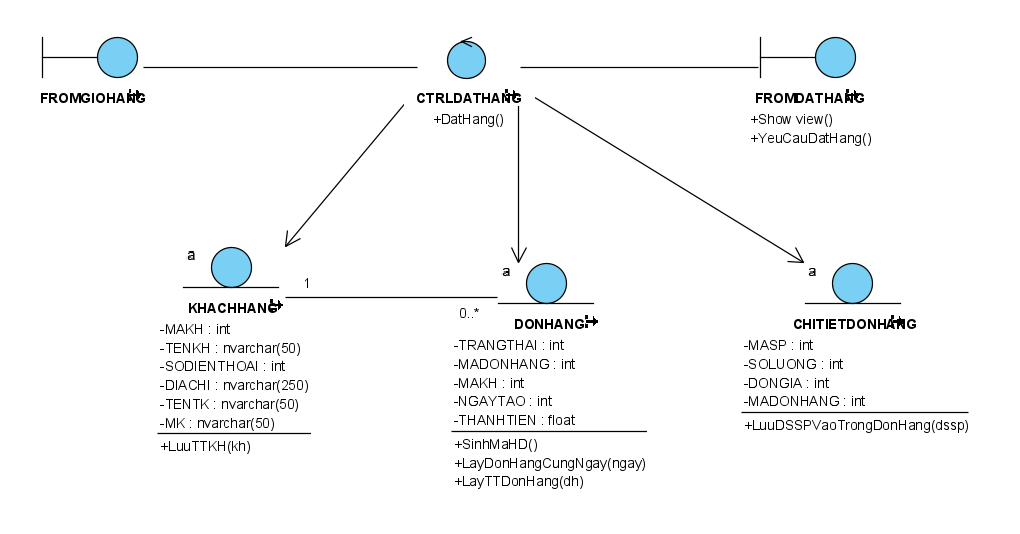 FROMGIOHANG
CTRLDATHANG
+DatHang()
FROMDATHANG
+Show view()
+YeuCauDatHang()
a
KHACHHANG
-MAKH : int
-TENKH : nvarchar(50)
-SODIENTHOAI : int
-DIACHI : nvarchar(250)
-TENTK : nvarchar(50)
-MK : nvarchar(50)
+LuuTTKH(kh)
1
0..*
a
DONHANG
-TRANGTHAI : int
-MADONHANG : int
-MAKH : int
-NGAYTAO : int
-THANHTIEN : float
+SinhMaHD()
+LayDonHangCungNgay(ngay)
+LayTTDonHang(dh)
a
CHITIETDONHANG
-MASP : int
-SOLUONG : int
-DONGIA : int
-MADONHANG : int
+LuuDSSPVaoTrongDonHang(dssp)